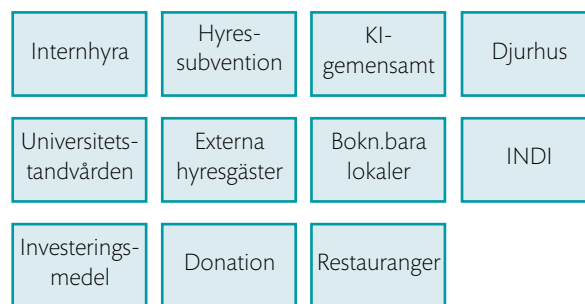 Internhyra
Hyres-
subvention
KI-
gemensamt
Djurhus
Universitets-
tandvården
Externa
hyresgäster
Bokn.bara
lokaler
INDI
Investerings-
medel
Donation
Restauranger